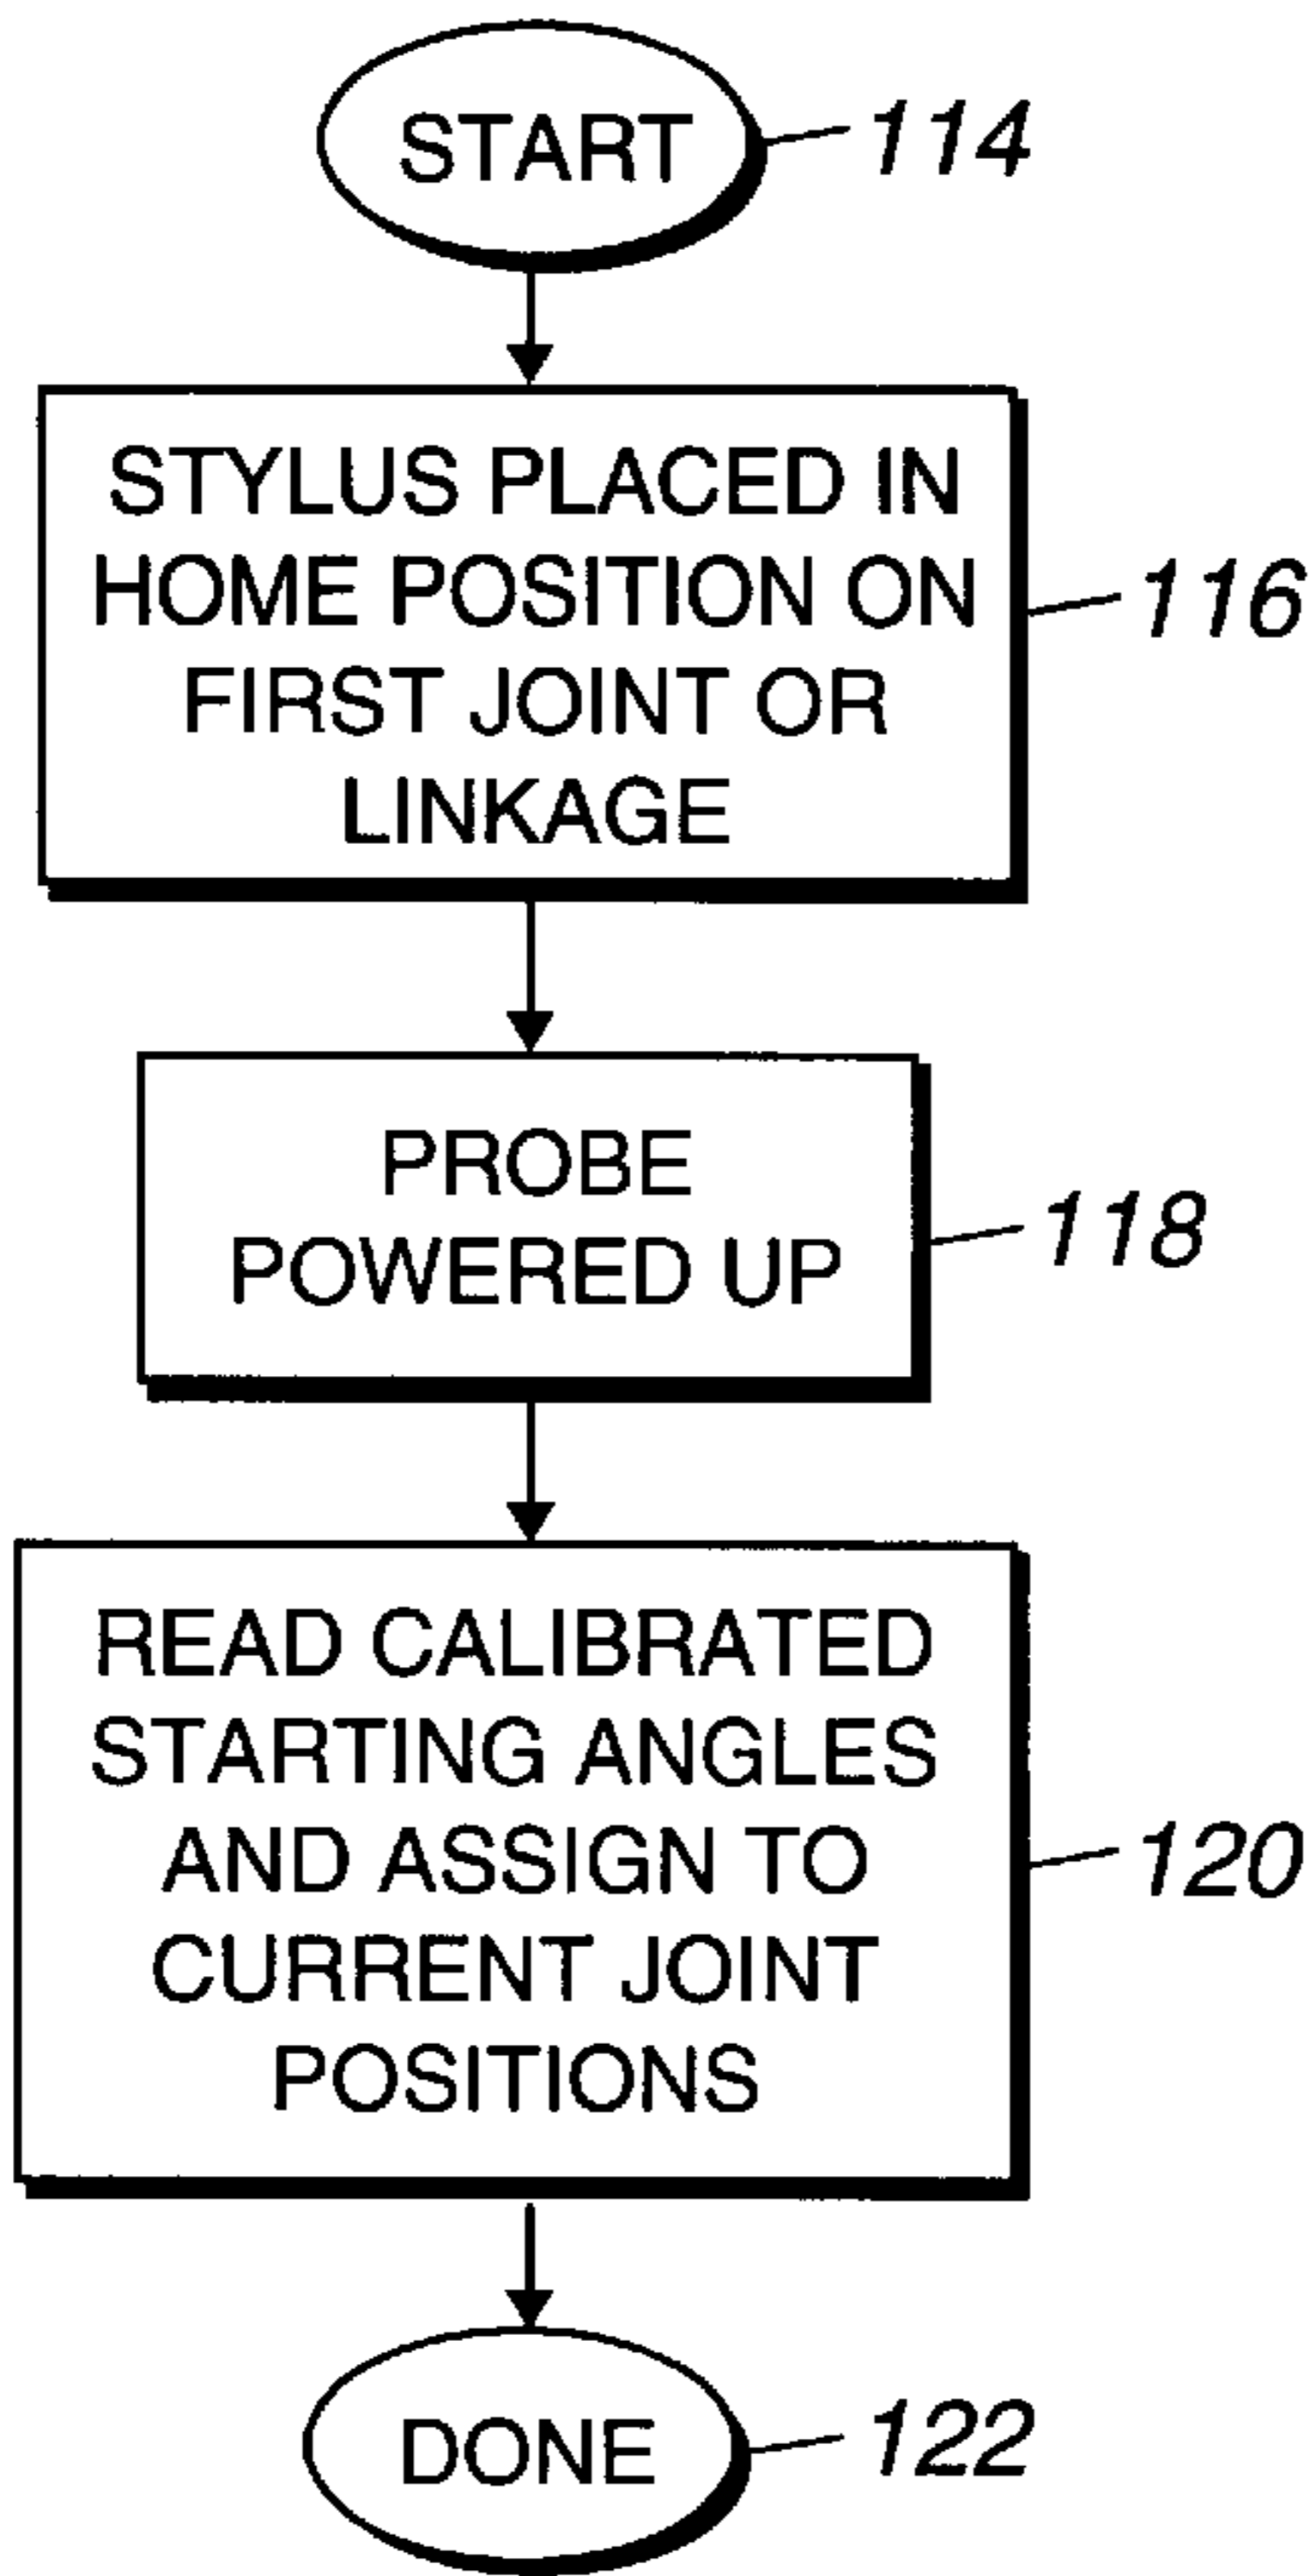 START
114
STYLUS PLACED IN
HOME POSITION ON
FIRST JOINT OR
LINKAGE
116
PROBE
POWERED UP
118
READ CALIBRATED
STARTING ANGLES
AND ASSIGN TO
CURRENT JOINT
POSITIONS
120
DONE
122